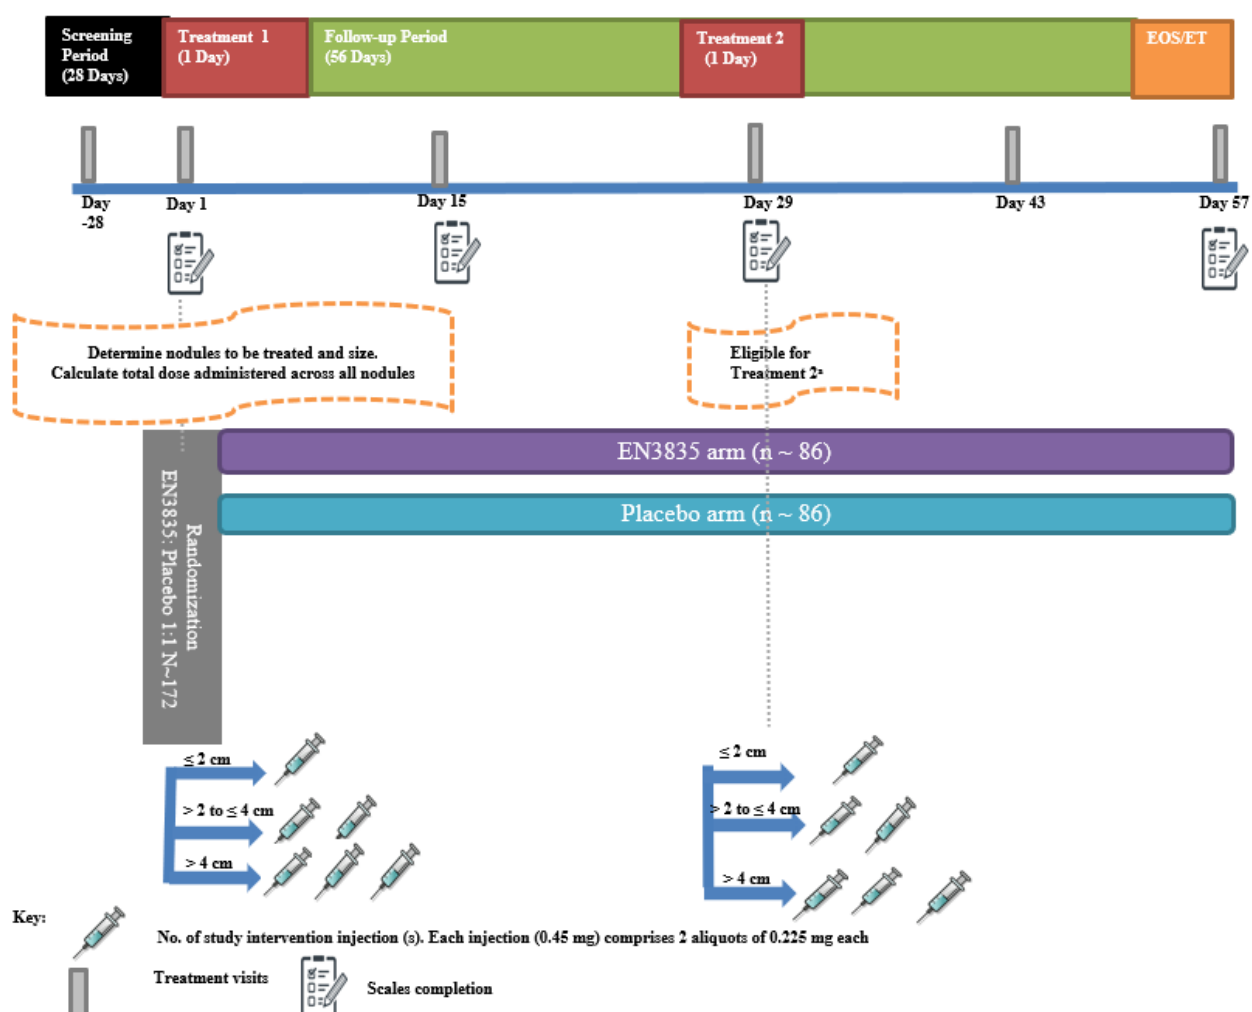 Screening
Period
(28 Days)
Treatment 1
(1 Day)
Follow-up Period
(56 Days)
Treatment 2
(1 Day)
EOS/ET
Day
-28
Day 1
Day 15
Day 29
Day 43
Day 57
Determine nodules to be treated and size.
Calculate total dose administered across all nodules
Eligible for
Treatment 2ᵃ
EN3835 arm (n ~ 86)
Placebo arm (n ~ 86)
Randomization
EN3835: Placebo 1:1 N~172
≤ 2 cm
> 2 to ≤ 4 cm
> 4 cm
≤ 2 cm
> 2 to ≤ 4 cm
> 4 cm
Key:
No. of study intervention injection (s). Each injection (0.45 mg) comprises 2 aliquots of 0.225 mg each
Treatment visits
Scales completion